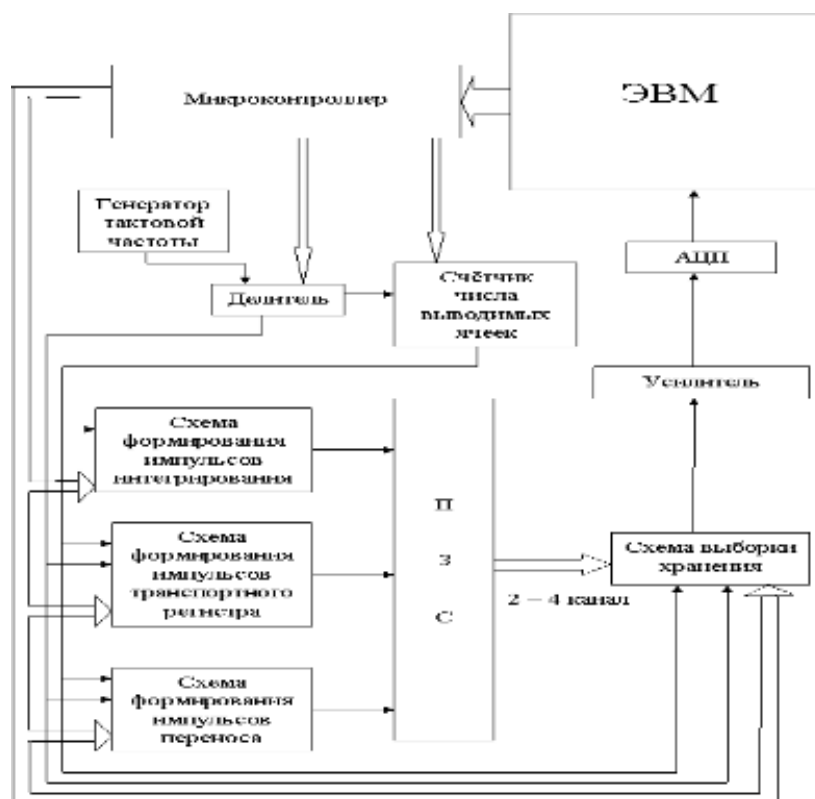 Микроконтроллер
ЭВМ
Генератор
тактовой
частоты
Делитель
Счётчик
числа
выводимых
ячеек
АЦП
Усилитель
Схема
формирования
импульсов
интегрирования
Схема
формирования
импульсов
транспортного
регистра
Схема
формирования
импульсов
переноса
П
З
С
2 – 4 канал
Схема выборки
хранения